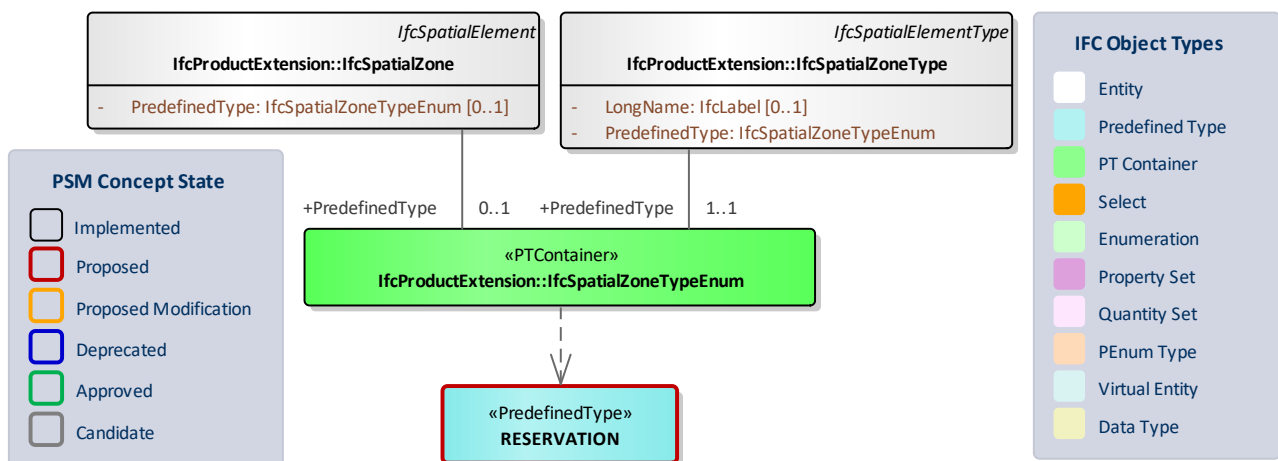 IfcSpatialElement
IfcProductExtension::IfcSpatialZone
- PredefinedType: IfcSpatialZoneTypeEnum [0..1]
IfcSpatialElementType
IfcProductExtension::IfcSpatialZoneType
- LongName: IfcLabel [0..1]
- PredefinedType: IfcSpatialZoneTypeEnum
PSM Concept State
Implemented
Proposed
Proposed Modification
Deprecated
Approved
Candidate
+PredefinedType 0..1
+PredefinedType 1..1
«PTContainer»
IfcProductExtension::IfcSpatialZoneTypeEnum
«PredefinedType»
RESERVATION
IFC Object Types
Entity
Predefined Type
PT Container
Select
Enumeration
Property Set
Quantity Set
PEnum Type
Virtual Entity
Data Type